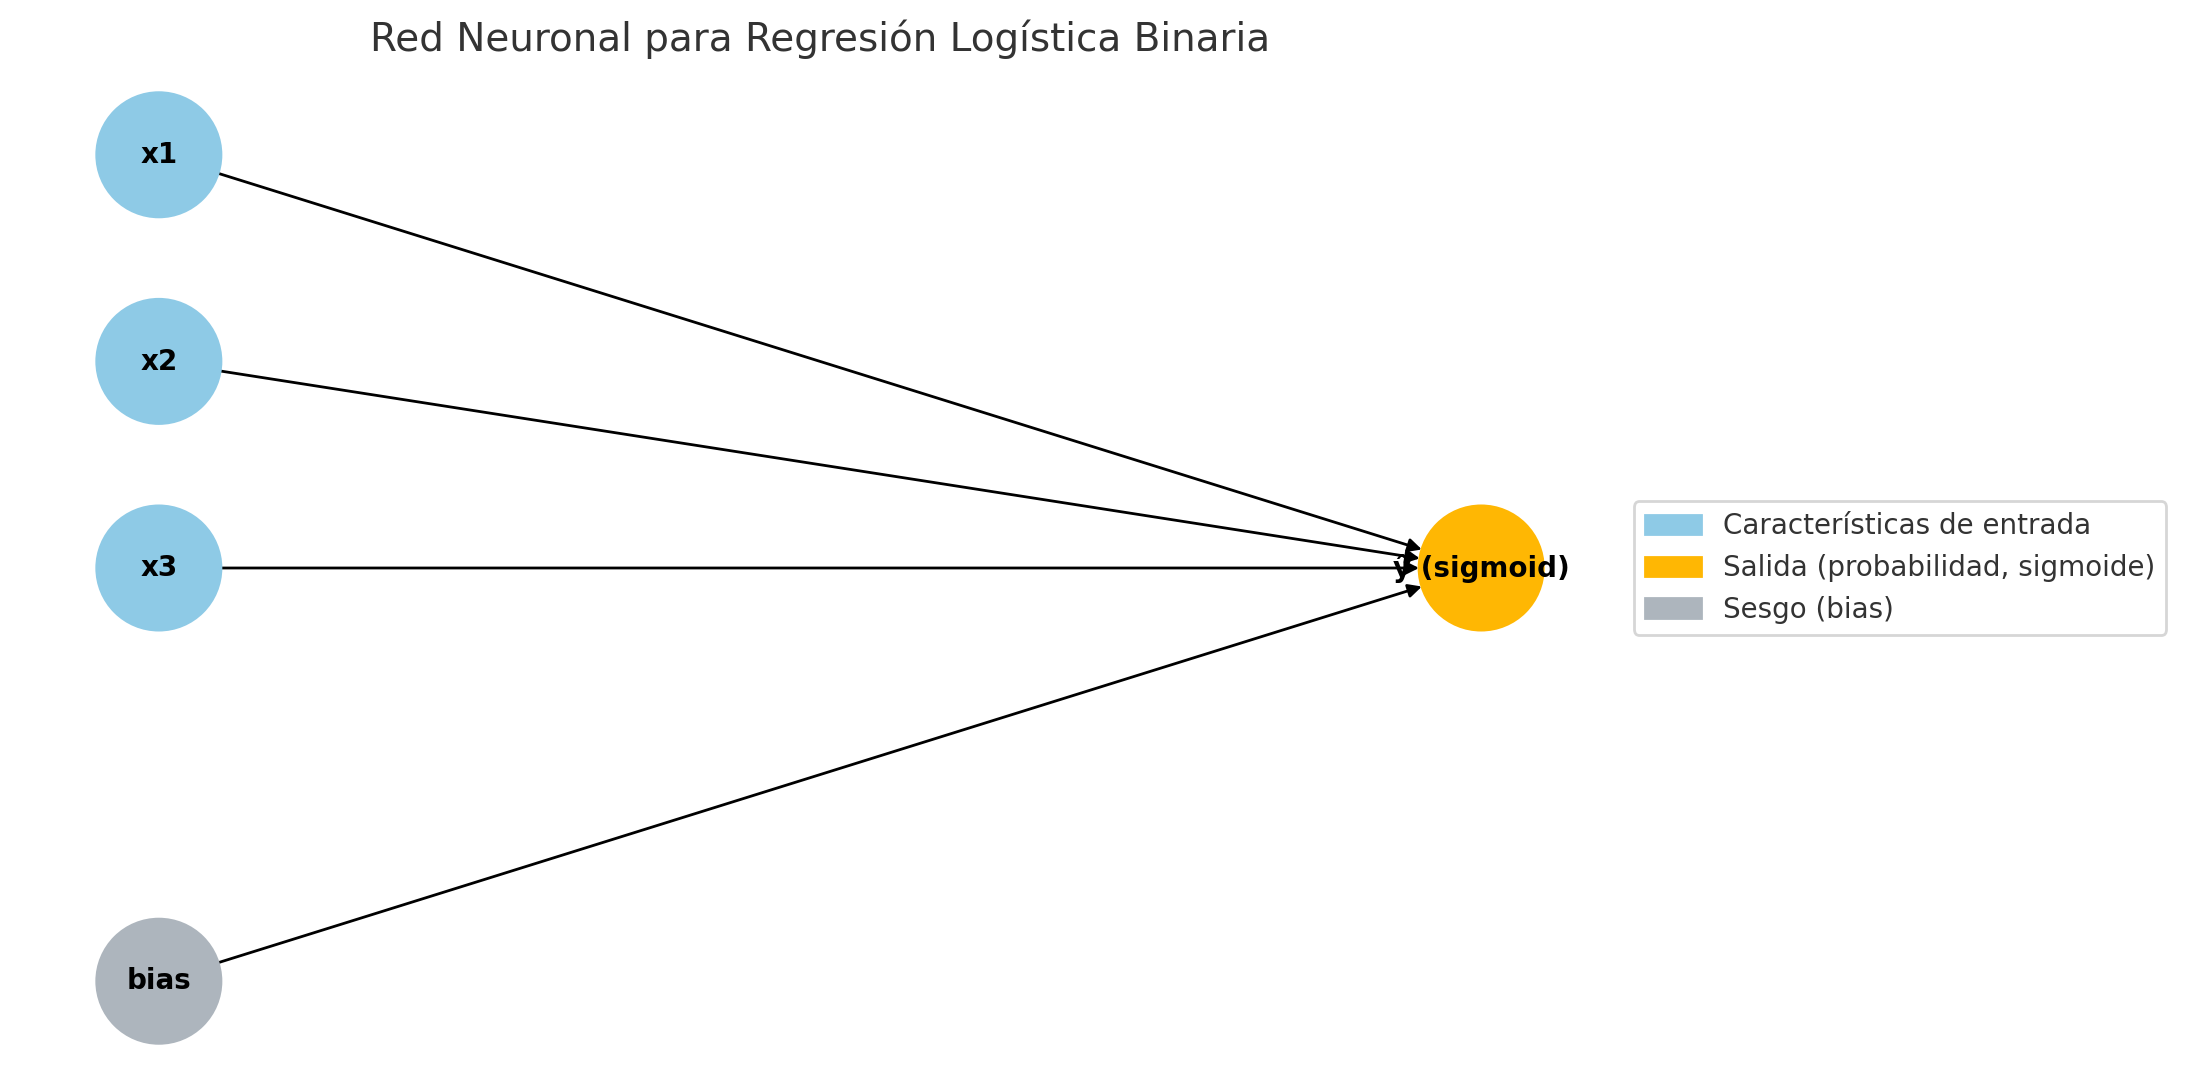 Red Neuronal para Regresión Logística Binaria
x1
x2
x3
ŷ (sigmoid)
bias
Características de entrada
Salida (probabilidad, sigmoide)
Sesgo (bias)